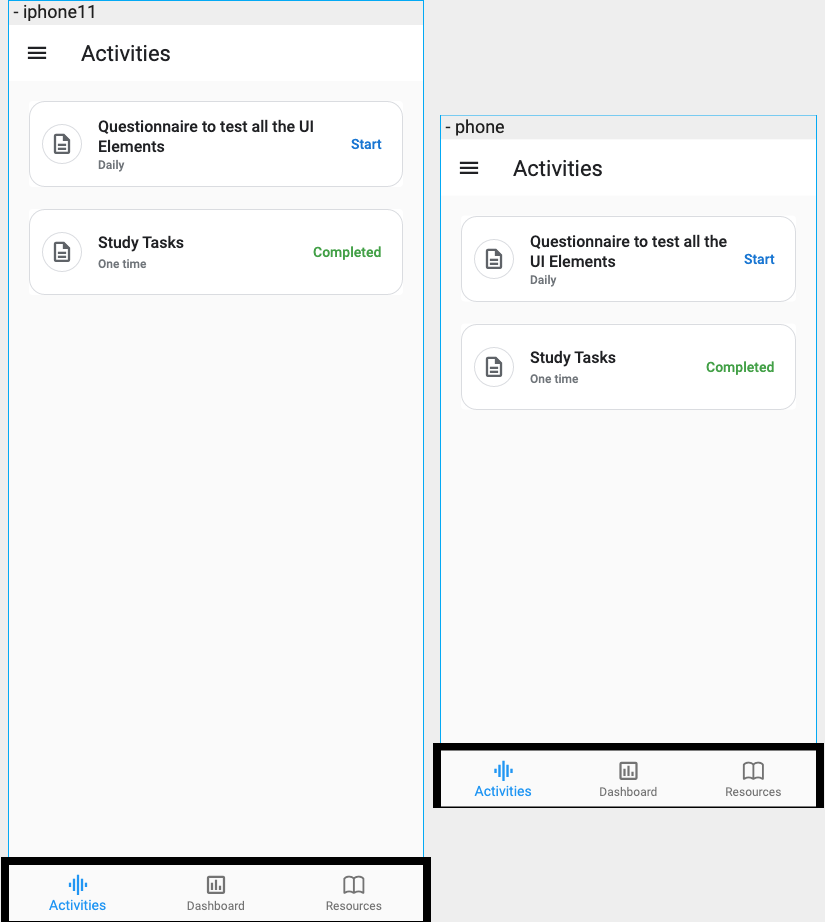 - iphone11
Activities
Questionnaire to test all the UI
Elements
Daily
Start
Study Tasks
One time
Completed
Activities
Dashboard
Resources
- phone
Activities
Questionnaire to test all the
UI Elements
Daily
Start
Study Tasks
One time
Completed
Activities
Dashboard
Resources